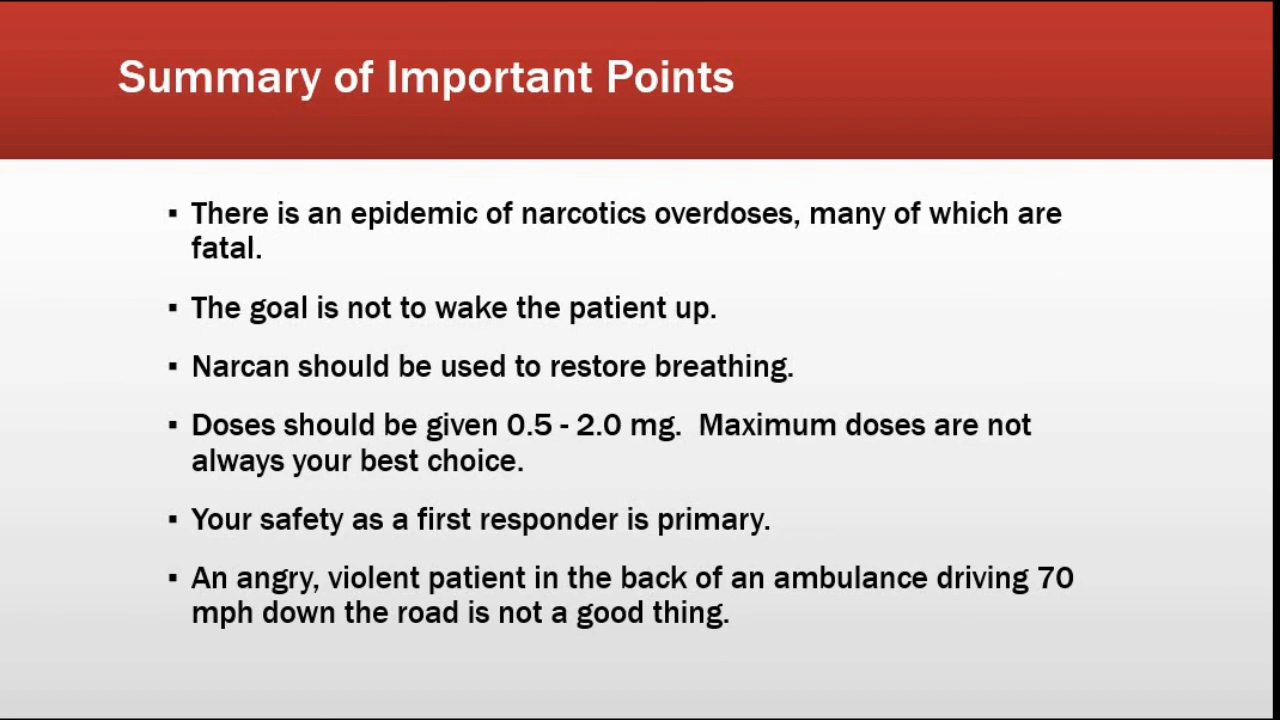 Summary of Important Points
▪ There is an epidemic of narcotics overdoses, many of which are
fatal.
▪ The goal is not to wake the patient up.
▪ Narcan should be used to restore breathing.
▪ Doses should be given 0.5 - 2.0 mg.  Maximum doses are not
always your best choice.
▪ Your safety as a first responder is primary.
▪ An angry, violent patient in the back of an ambulance driving 70
mph down the road is not a good thing.